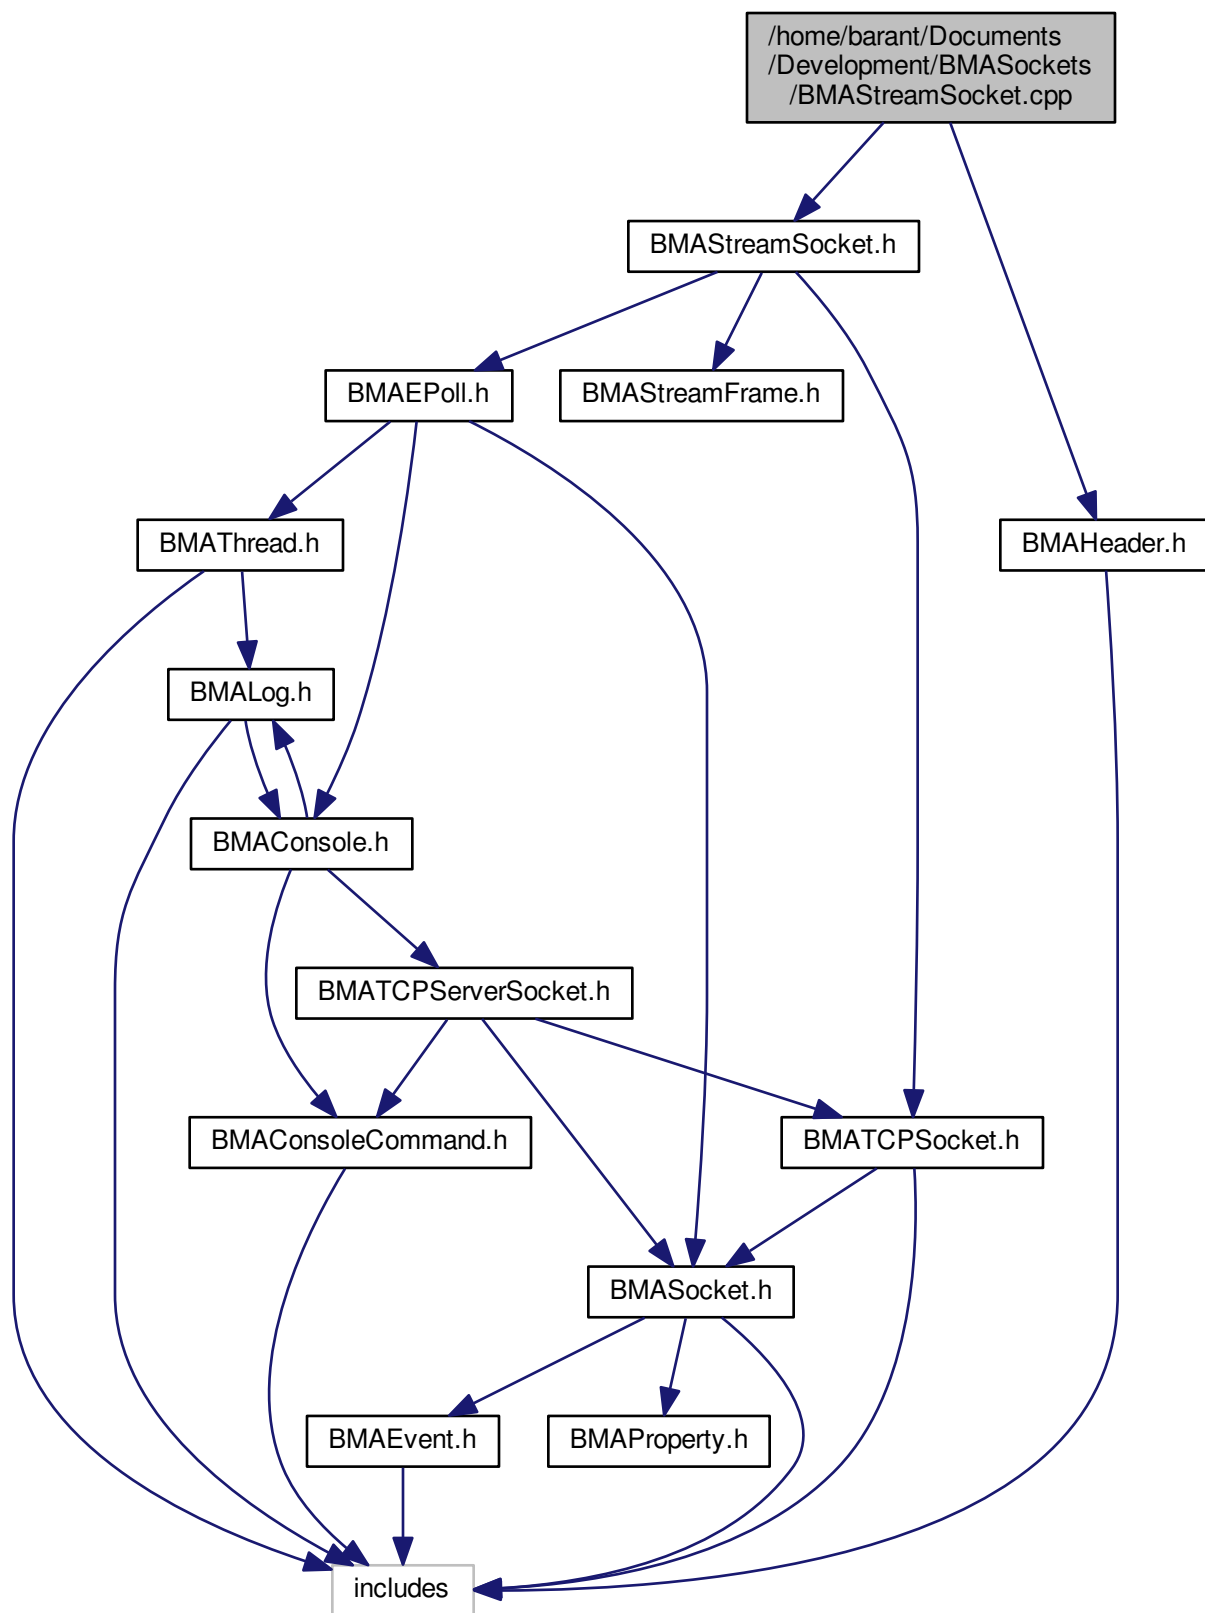 /home/barant/Documents
/Development/BMASockets
/BMAStreamSocket.cpp
BMAStreamSocket.h
BMAEPoll.h
BMAStreamFrame.h
BMAThread.h
BMAHeader.h
BMALog.h
BMAConsole.h
BMATCPServerSocket.h
BMAConsoleCommand.h
BMATCPSocket.h
BMASocket.h
BMAEvent.h
BMAProperty.h
includes